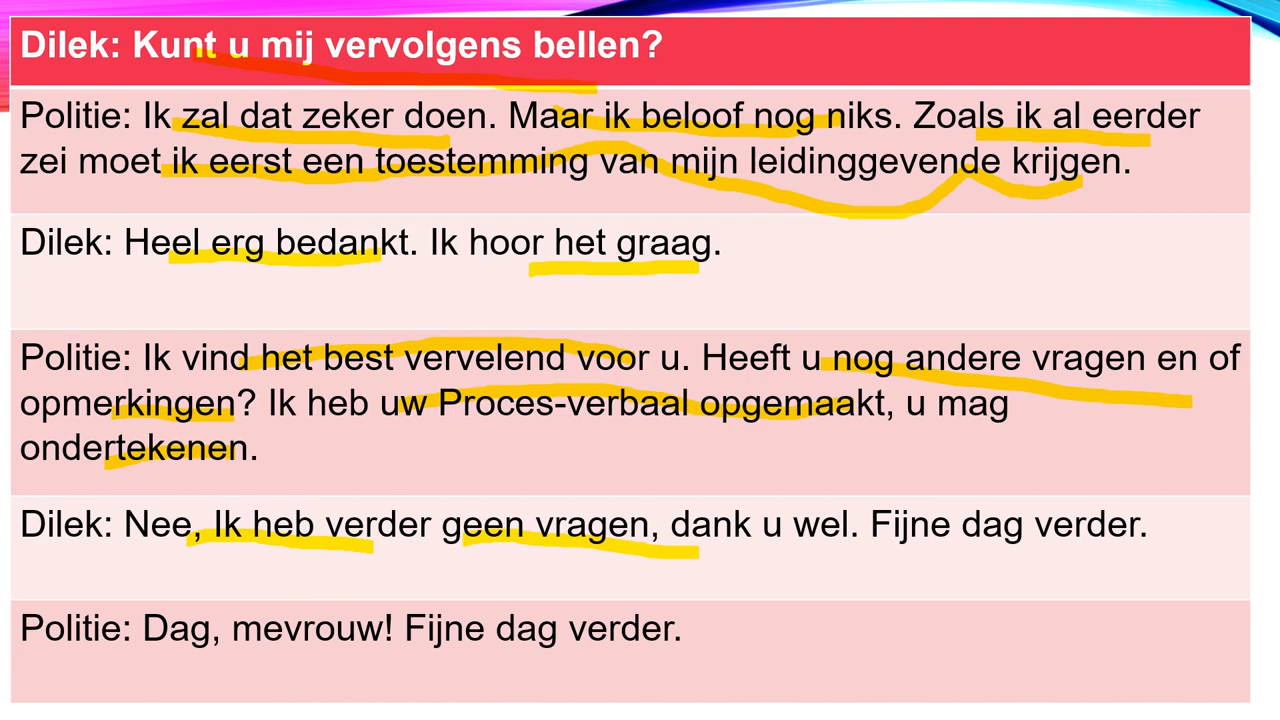 Dilek: Kunt u mij vervolgens bellen?
Politie: Ik zal dat zeker doen. Maar ik beloof nog niks. Zoals ik al eerder
zei moet ik eerst een toestemming van mijn leidinggevende krijgen.
Dilek: Heel erg bedankt. Ik hoor het graag.
Politie: Ik vind het best vervelend voor u. Heeft u nog andere vragen en of
opmerkingen? Ik heb uw Proces-verbaal opgemaakt, u mag
ondertekenen.
Dilek: Nee, Ik heb verder geen vragen, dank u wel. Fijne dag verder.
Politie: Dag, mevrouw! Fijne dag verder.